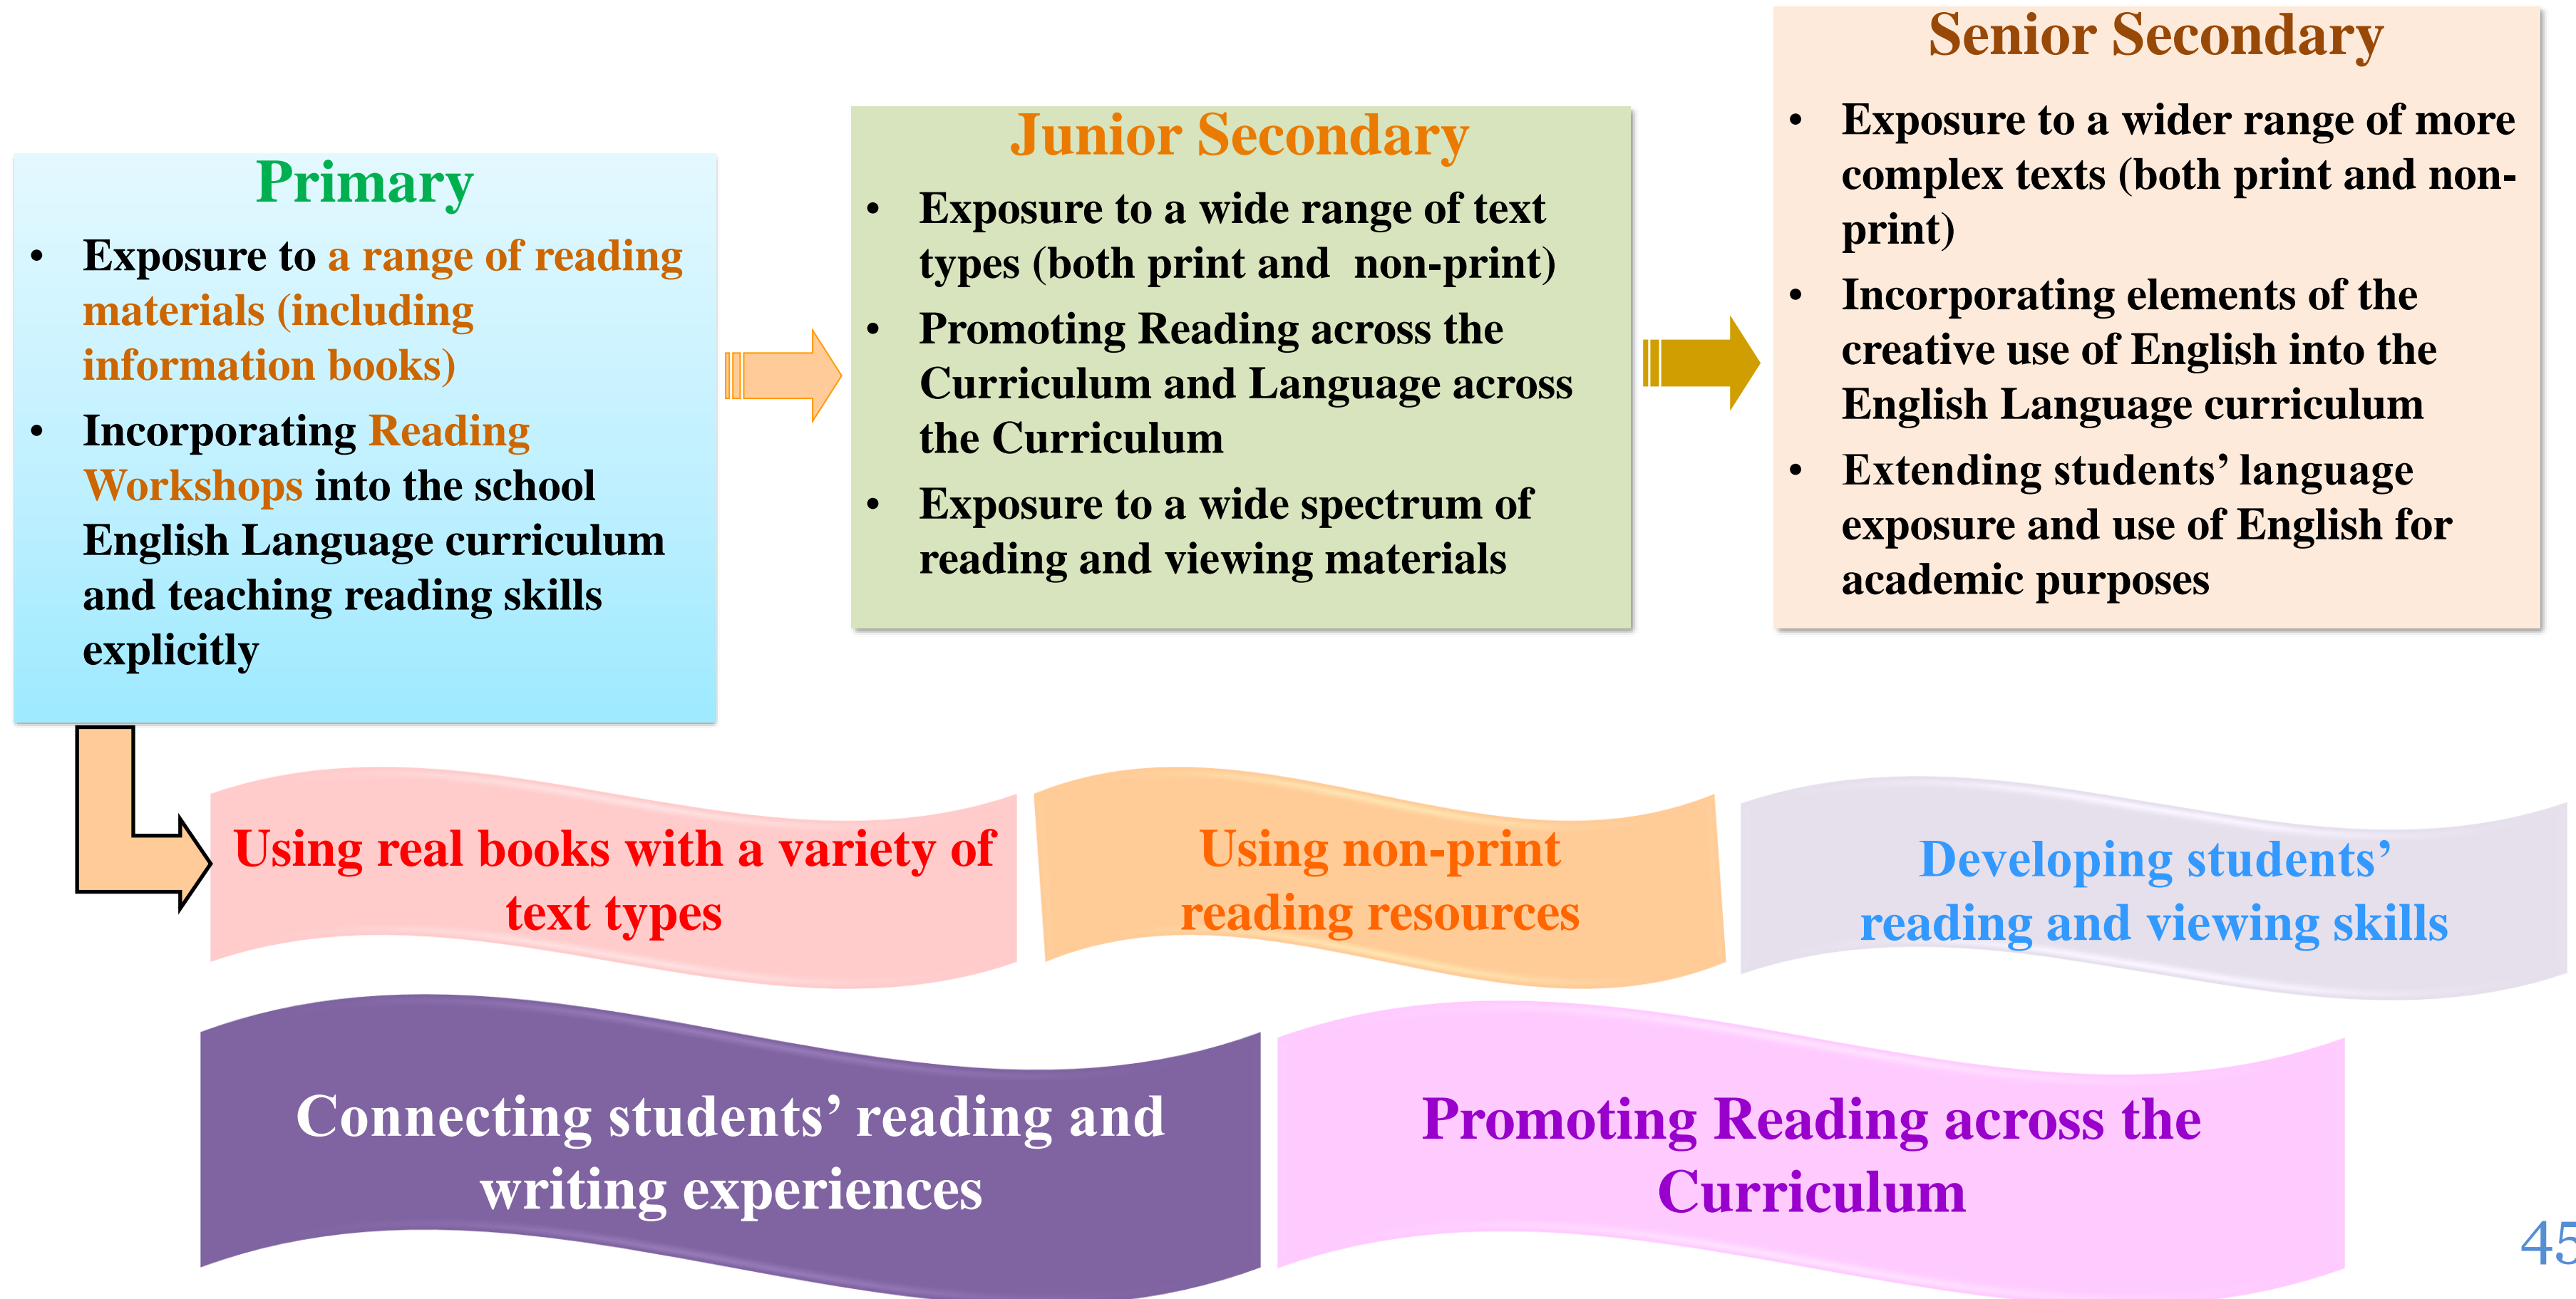 Primary
• Exposure to a range of reading
materials (including
information books)
• Incorporating Reading
Workshops into the school
English Language curriculum
and teaching reading skills
explicitly
Junior Secondary
• Exposure to a wide range of text
types (both print and non-print)
• Promoting Reading across the
Curriculum and Language across
the Curriculum
• Exposure to a wide spectrum of
reading and viewing materials
Senior Secondary
• Exposure to a wider range of more
complex texts (both print and non-
print)
• Incorporating elements of the
creative use of English into the
English Language curriculum
• Extending students’ language
exposure and use of English for
academic purposes
Using real books with a variety of
text types
Using non-print
reading resources
Developing students’
reading and viewing skills
Connecting students’ reading and
writing experiences
Promoting Reading across the
Curriculum
45